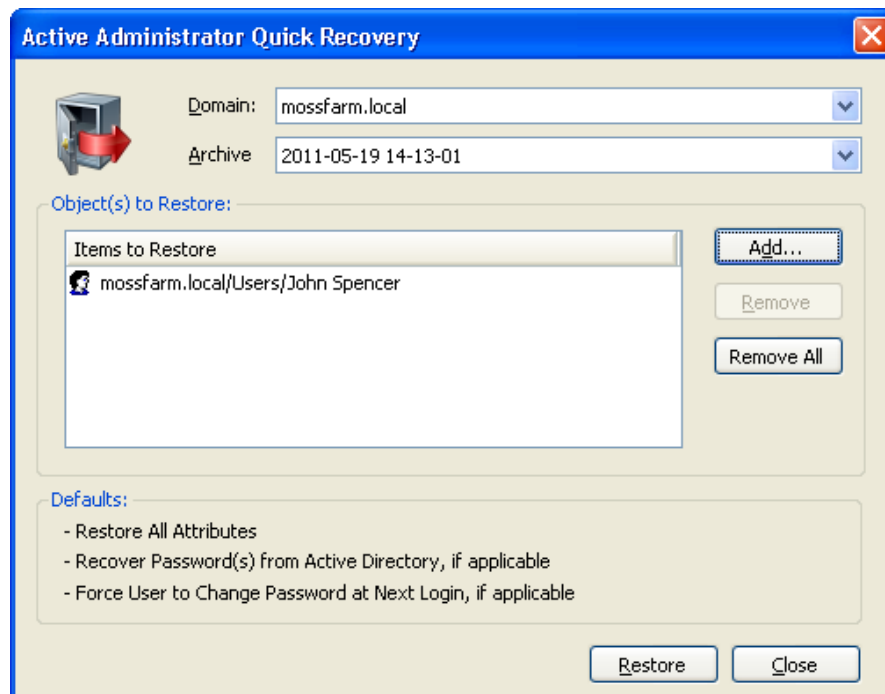 Active Administrator Quick Recovery
Domain: mossfarm.local
Archive 2011-05-19 14-13-01
Object(s) to Restore:
Items to Restore
mossfarm.local/Users/John Spencer
Add...
Remove
Remove All
Defaults:
- Restore All Attributes
- Recover Password(s) from Active Directory, if applicable
- Force User to Change Password at Next Login, if applicable
Restore Close